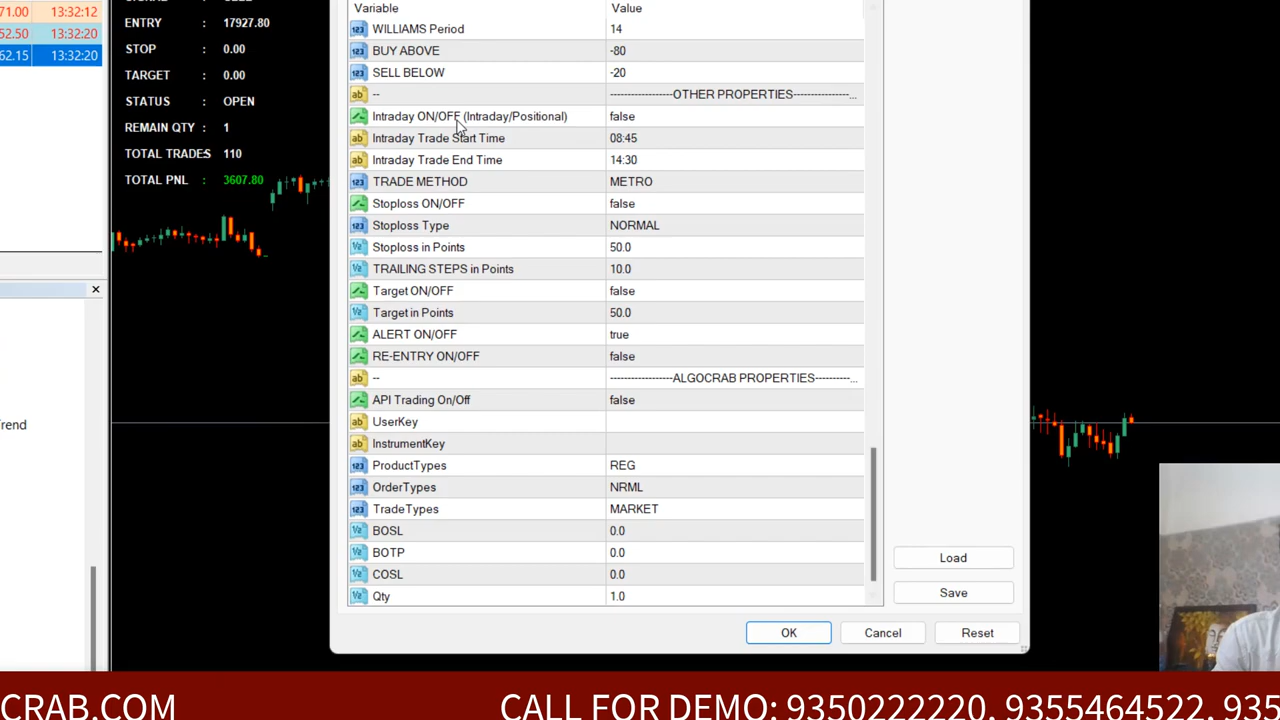 71.00 13:32:12
52.50 13:32:20
62.15 13:32:20
ENTRY : 17927.80
STOP : 0.00
TARGET : 0.00
STATUS : OPEN
REMAIN QTY : 1
TOTAL TRADES : 110
TOTAL PNL : 3607.80
Trend
Variable Value
WILLIAMS Period 14
BUY ABOVE -80
SELL BELOW -20
-- ------------------OTHER PROPERTIES----------------...
Intraday ON/OFF (Intraday/Positional) false
Intraday Trade Start Time 08:45
Intraday Trade End Time 14:30
TRADE METHOD METRO
Stoploss ON/OFF false
Stoploss Type NORMAL
Stoploss in Points 50.0
TRAILING STEPS in Points 10.0
Target ON/OFF false
Target in Points 50.0
ALERT ON/OFF true
RE-ENTRY ON/OFF false
-- ------------------ALGOCRAB PROPERTIES----------...
API Trading On/Off false
UserKey
InstrumentKey
ProductTypes REG
OrderTypes NRML
TradeTypes MARKET
BOSL 0.0
BOTP 0.0
COSL 0.0
Qty 1.0
Load
Save
OK Cancel Reset
CRAB.COM CALL FOR DEMO: 9350222220, 9355464522, 935